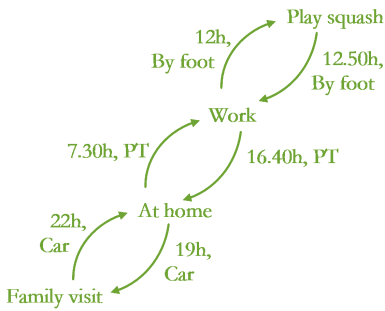 Play squash
12h,
By foot
12.50h,
By foot
Work
7.30h, PT
16.40h, PT
At home
22h,
Car
19h,
Car
Family visit